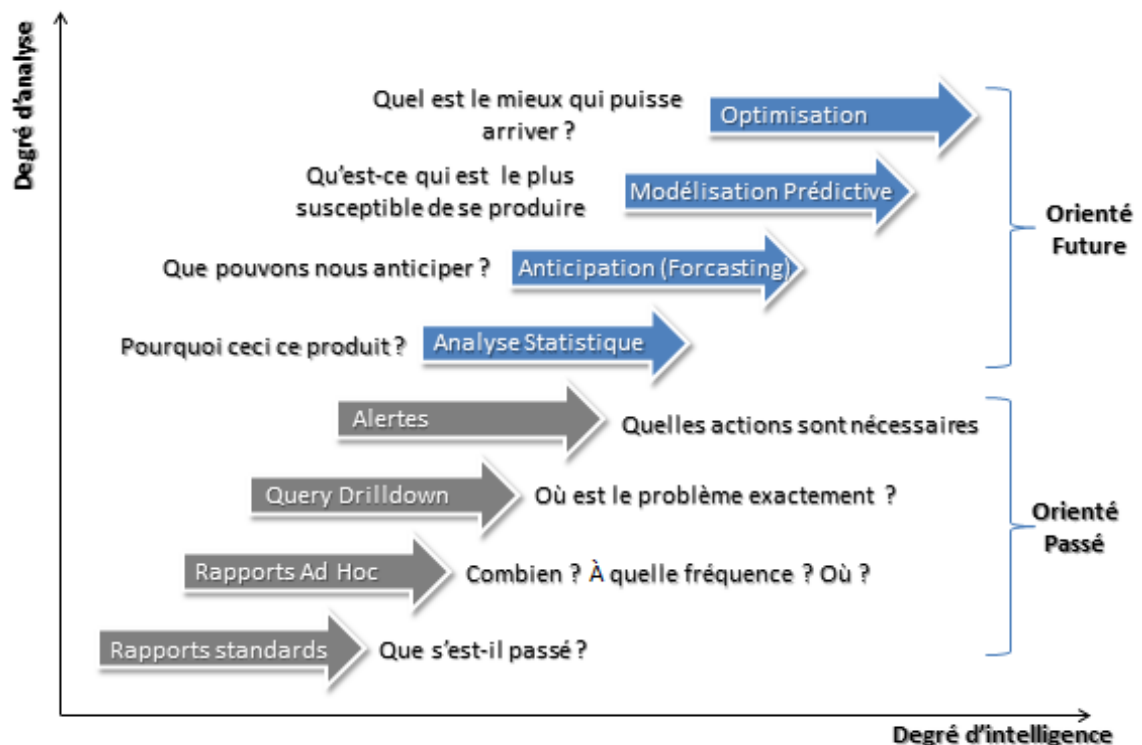 Degré d'analyse
Quel est le mieux qui puisse
arriver ?
Optimisation
Qu'est-ce qui est le plus
susceptible de se produire
Modélisation Prédictive
Que pouvons nous anticiper ?
Anticipation (Forcasting)
Pourquoi ceci ce produit ?
Analyse Statistique
Orienté
Future
Alertes
Quelles actions sont nécessaires
Query Drilldown
Où est le problème exactement ?
Rapports Ad Hoc
Combien ? À quelle fréquence ? Où ?
Rapports standards
Que s'est-il passé ?
Orienté
Passé
Degré d'intelligence